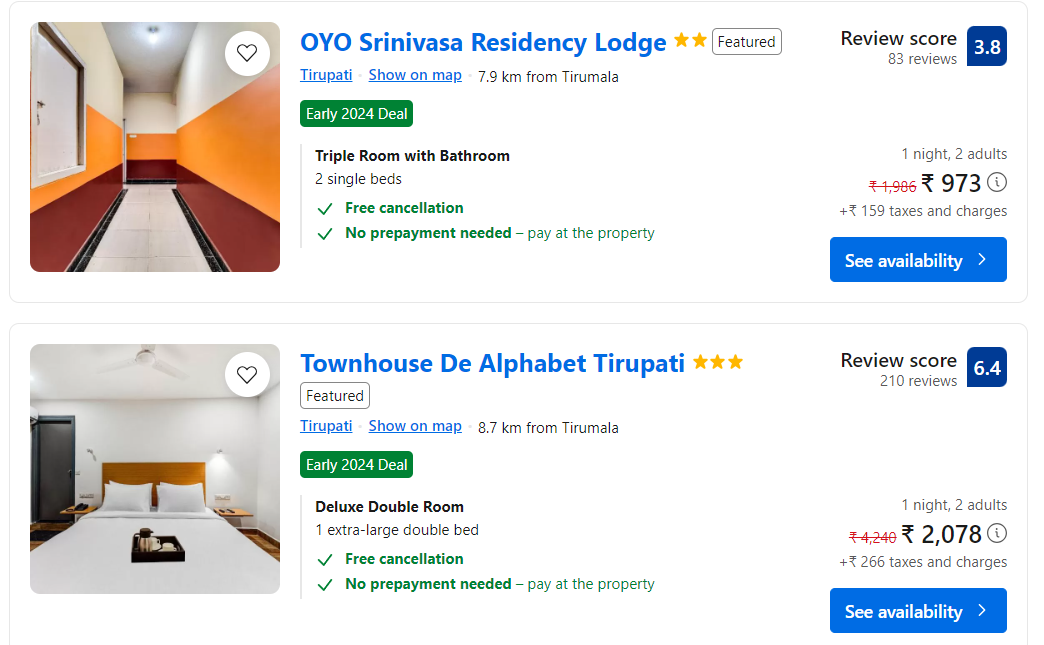 OYO Srinivasa Residency Lodge Featured
Review score 3.8
83 reviews
Tirupati · Show on map · 7.9 km from Tirumala
Early 2024 Deal
Triple Room with Bathroom
2 single beds
Free cancellation
No prepayment needed – pay at the property
1 night, 2 adults
₹ 1,986 ₹ 973
+₹ 159 taxes and charges
See availability
Townhouse De Alphabet Tirupati
Featured
Review score 6.4
210 reviews
Tirupati · Show on map · 8.7 km from Tirumala
Early 2024 Deal
Deluxe Double Room
1 extra-large double bed
Free cancellation
No prepayment needed – pay at the property
1 night, 2 adults
₹ 4,240 ₹ 2,078
+₹ 266 taxes and charges
See availability